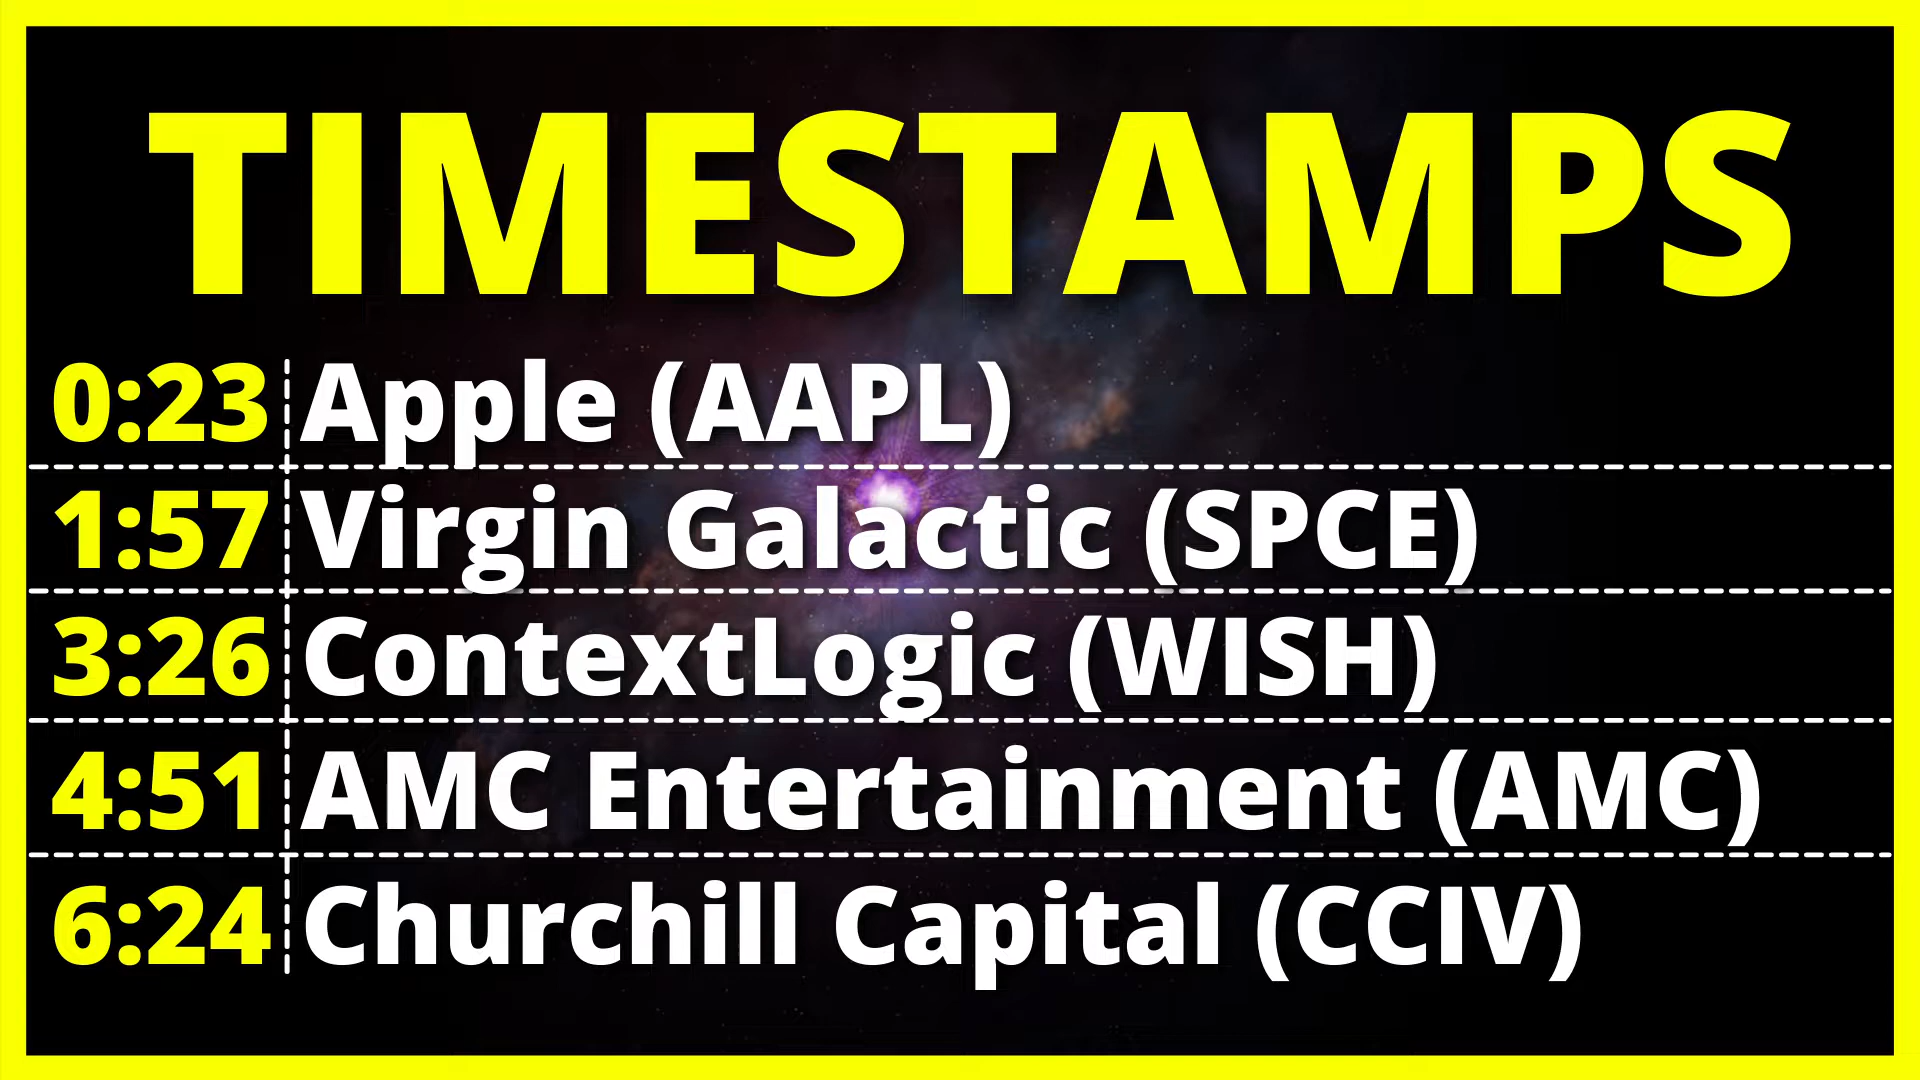 TIMESTAMPS
0:23 Apple (AAPL)
1:57 Virgin Galactic (SPCE)
3:26 ContextLogic (WISH)
4:51 AMC Entertainment (AMC)
6:24 Churchill Capital (CCIV)